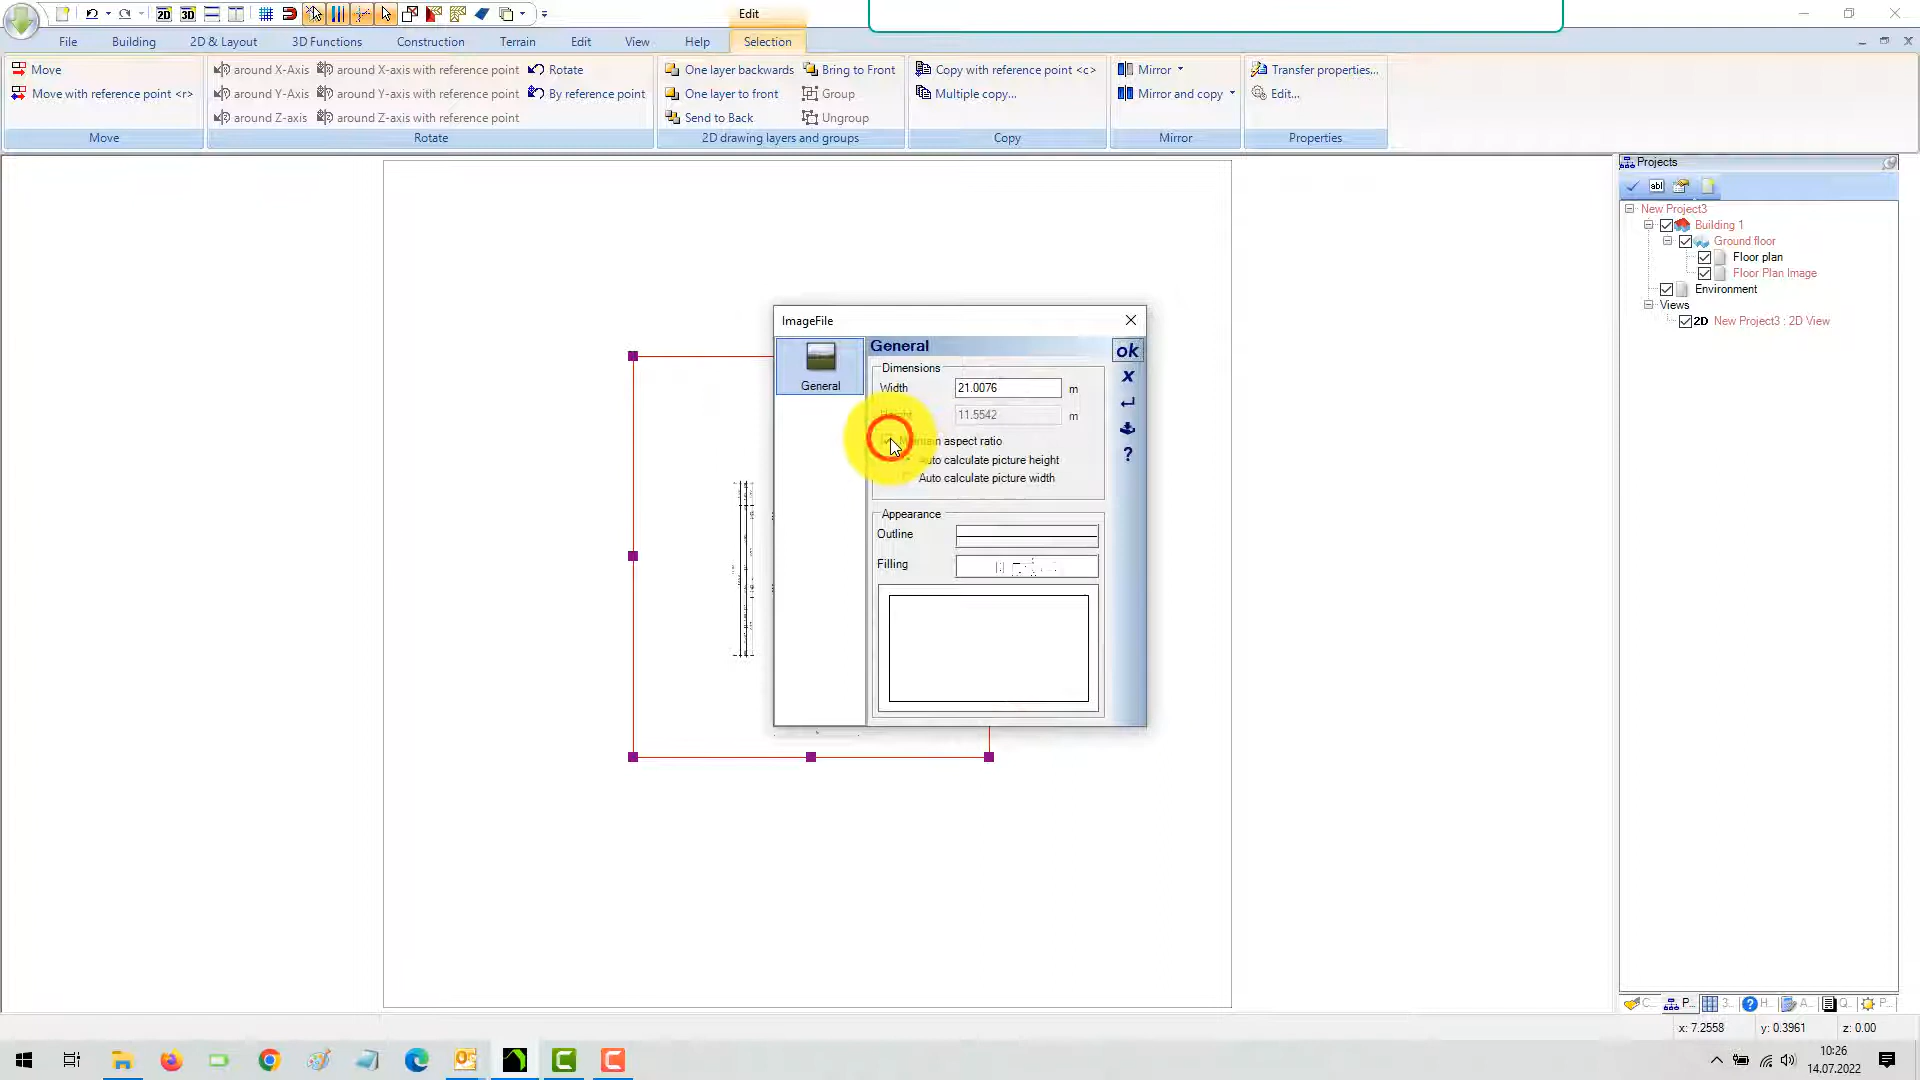 2D 3D Edit
File Building 2D & Layout 3D Functions Construction Terrain Edit View Help Selection
Move around X-Axis around X-axis with reference point Rotate One layer backwards Bring to Front Copy with reference point <c> Mirror Transfer properties...
Move with reference point <r> around Y-Axis around Y-axis with reference point By reference point One layer to front Group Multiple copy... Mirror and copy Edit...
around Z-axis around Z-axis with reference point Send to Back Ungroup
Move Rotate 2D drawing layers and groups Copy Mirror Properties
Projects
abl
New Project3
Building 1
Ground floor
Floor plan
Floor Plan Image
Environment
Views
2D New Project3 : 2D View
ImageFile
General
General
ok
Dimensions
Width 21.0076 m
Height 11.5542 m
Maintain aspect ratio
Auto calculate picture height
Auto calculate picture width
?
Appearance
Outline
Filling
C... P... 3... H... A... Q... P...
x: 7.2558 y: 0.3961 z: 0.00
10:26
14.07.2022